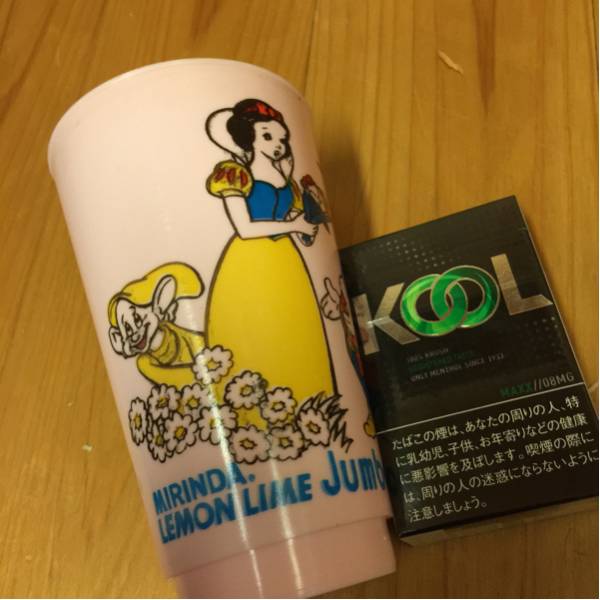 MIRINDA.
LEMON LIME Jumb
KOOL
ONLY MENTHOL SINCE 1933
MAXX//08MG
たばこの煙は、あなたの周りの人、特
に乳幼児、子供、お年寄りなどの健康
に悪影響を及ぼします。喫煙の際に
は、周りの人の迷惑にならないように
注意しましょう。